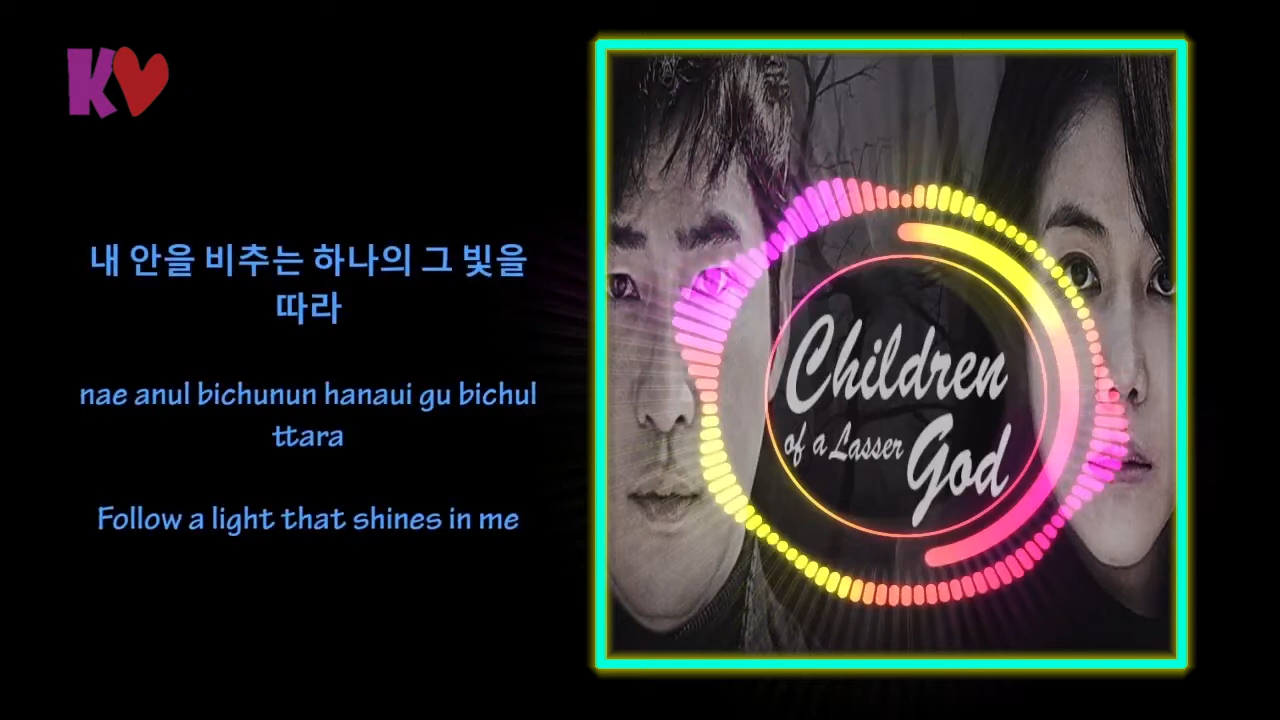 K
내 안을 비추는 하나의 그 빛을
따라
nae anul bichunun hanaui gu bichul
ttara
Follow a light that shines in me
Children
of a Lasser
God